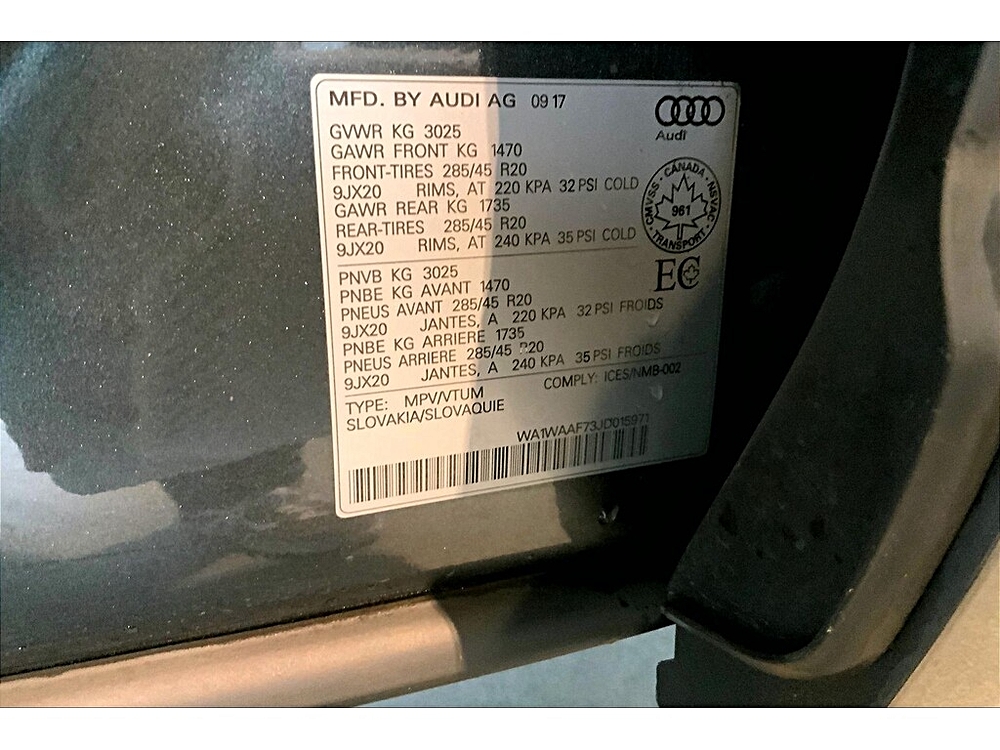 MFD. BY AUDI AG 09 17
Audi
GVWR KG 3025
GAWR FRONT KG 1470
FRONT-TIRES 285/45 R20
9JX20 RIMS, AT 220 KPA 32 PSI COLD
GAWR REAR KG 1735
REAR-TIRES 285/45 R20
9JX20 RIMS, AT 240 KPA 35 PSI COLD
CMVSS • CANADA • NSVAC
961
• TRANSPORT •
EC
PNVB KG 3025
PNBE KG AVANT 1470
PNEUS AVANT 285/45 R20
9JX20 JANTES, A 220 KPA 32 PSI FROIDS
PNBE KG ARRIERE 1735
PNEUS ARRIERE 285/45 R20
9JX20 JANTES, A 240 KPA 35 PSI FROIDS
TYPE: MPV/VTUM COMPLY: ICES/NMB-002
SLOVAKIA/SLOVAQUIE
WA1WAAF73JD015971